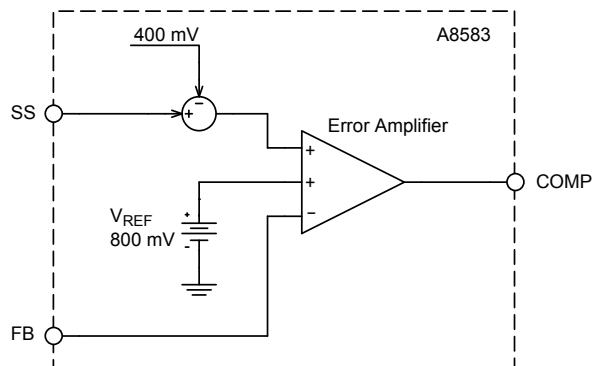 400 mV
A8583
−
SS
+
Error Amplifier
+
+
COMP
+
−
VREF
800 mV
-
FB